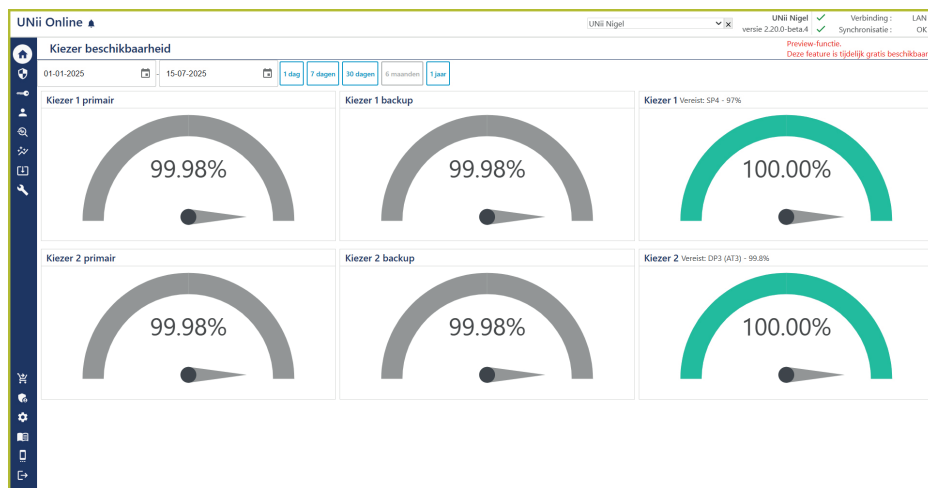 UNii Online
UNii Nigel
UNii Nigel
versie 2.20.0-beta.4
Verbinding : LAN
Synchronisatie : OK
Kiezer beschikbaarheid
Preview-functie.
Deze feature is tijdelijk gratis beschikbaar
01-01-2025 - 15-07-2025 1 dag 7 dagen 30 dagen 6 maanden 1 jaar
Kiezer 1 primair
99.98%
Kiezer 1 backup
99.98%
Kiezer 1 Vereist: SP4 - 97%
100.00%
Kiezer 2 primair
99.98%
Kiezer 2 backup
99.98%
Kiezer 2 Vereist: DP3 (AT3) - 99.8%
100.00%